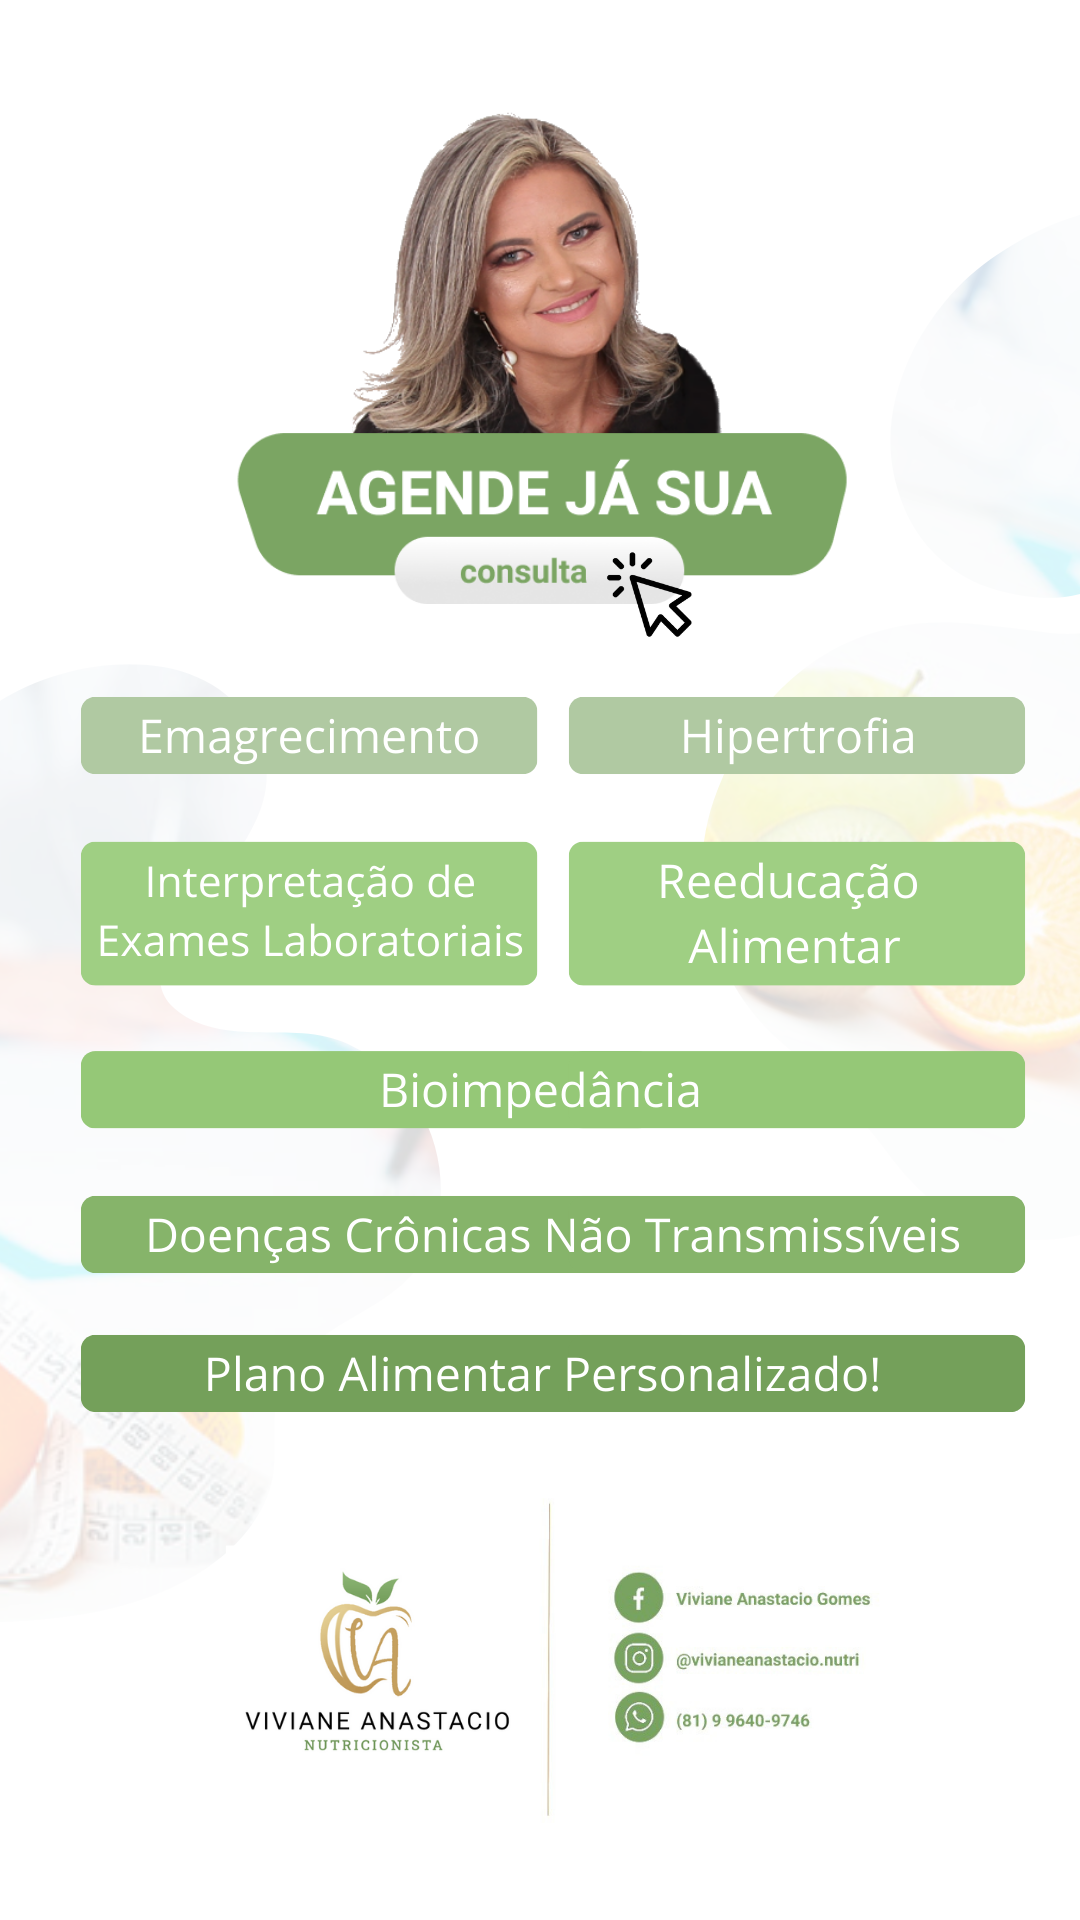 AGENDE JÁ SUA
consulta
Emagrecimento
Hipertrofia
Interpretação de
Exames Laboratoriais
Reeducação
Alimentar
Bioimpedância
Doenças Crônicas Não Transmissíveis
Plano Alimentar Personalizado!
VIVIANE ANASTACIO
NUTRICIONISTA
Viviane Anastacio Gomes
@vivianeanastacio.nutri
(81) 9 9640-9746